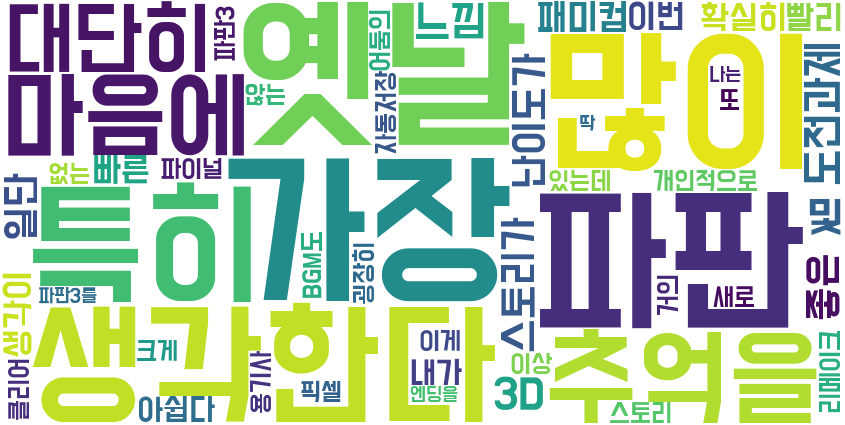 대단히
파판3
옛날
어둠의
느낌
패미컴
이번
확실히
빨리
마음에
않는
자동저장
난이도가
많이
나는
또
딱
도전과제
없는
빠른
파이널
가장
있는데
개인적으로
일단
특히
파판
및
BGM도
굉장히
스토리가
거의
새로
좋은
생각이
파판3를
생각한다
크게
이게
추억을
리메이크
클리어
용기사
내가
이상
픽셀
엔딩을
3D
아쉽다
스토리